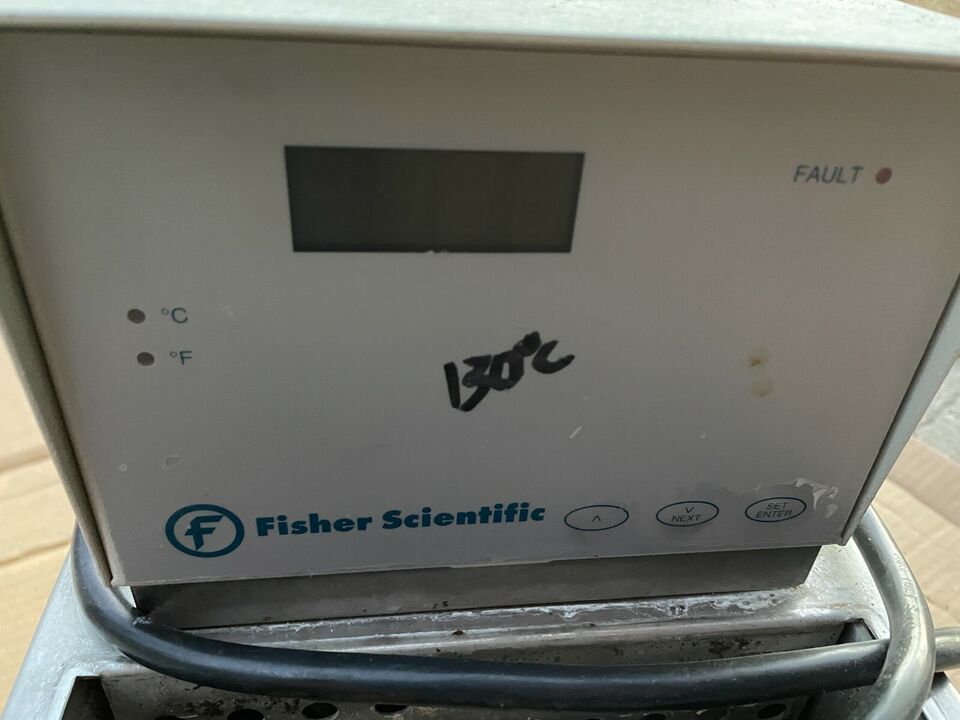 FAULT
°C
°F
130°C
F Fisher Scientific
^
v
NEXT
SET
ENTER